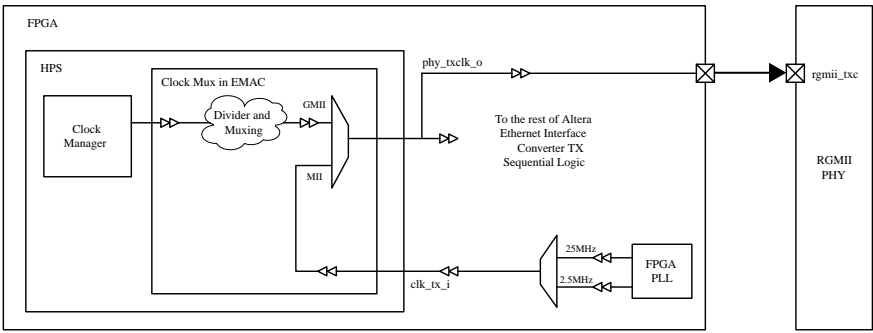 FPGA
HPS
Clock Mux in EMAC
phy_txclk_o
rgmii_txc
Clock
Manager
Divider and
Muxing
GMII
MII
To the rest of Altera
Ethernet Interface
Converter TX
Sequential Logic
RGMII
PHY
25MHz
2.5MHz
FPGA
PLL
clk_tx_i